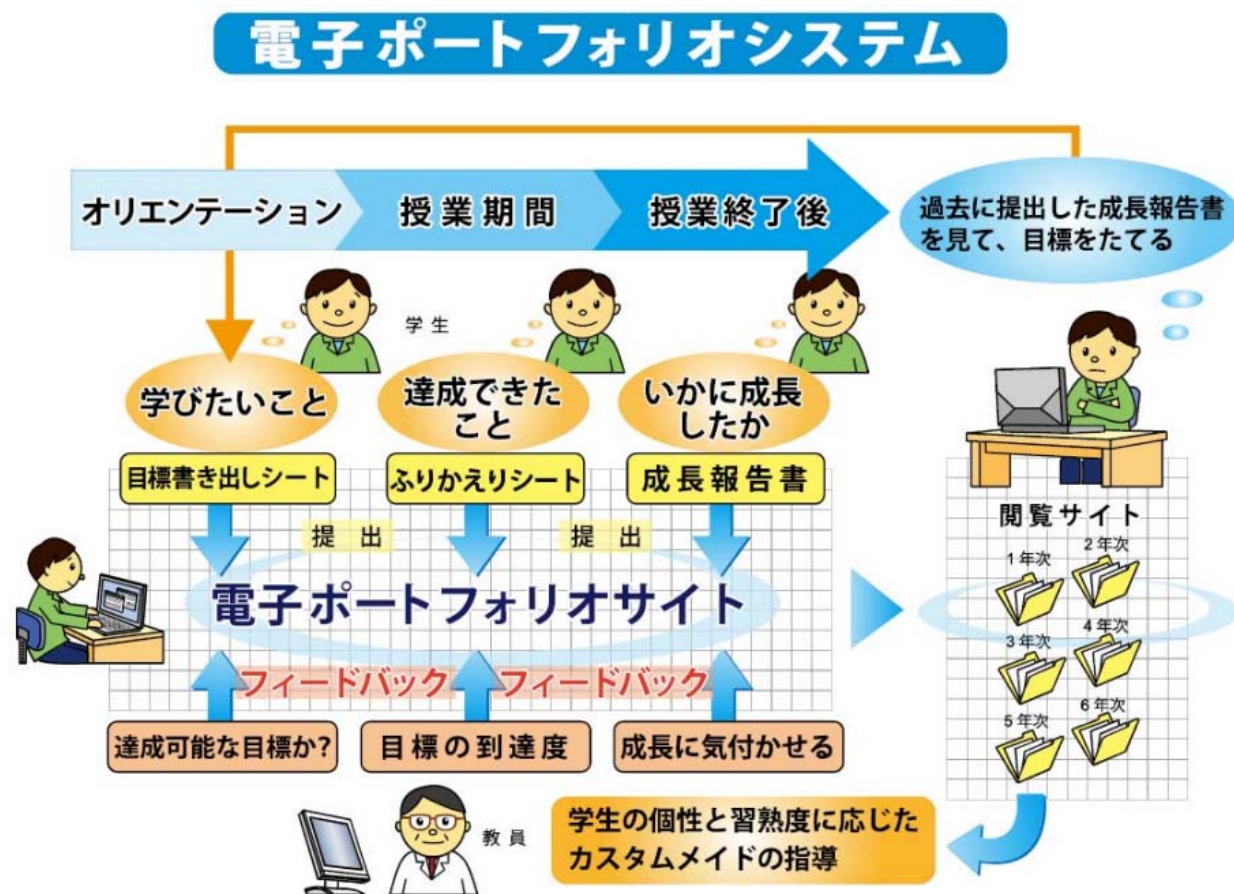 電子ポートフォリオシステム
オリエンテーション
授業期間
授業終了後
過去に提出した成長報告書
を見て、目標をたてる
学生
学びたいこと
達成できた
こと
いかに成長
したか
目標書き出しシート
ふりかえりシート
成長報告書
提出
提出
電子ポートフォリオサイト
フィードバック
フィードバック
達成可能な目標か?
目標の到達度
成長に気付かせる
閲覧サイト
1年次
2年次
3年次
4年次
5年次
6年次
教員
学生の個性と習熟度に応じた
カスタムメイドの指導